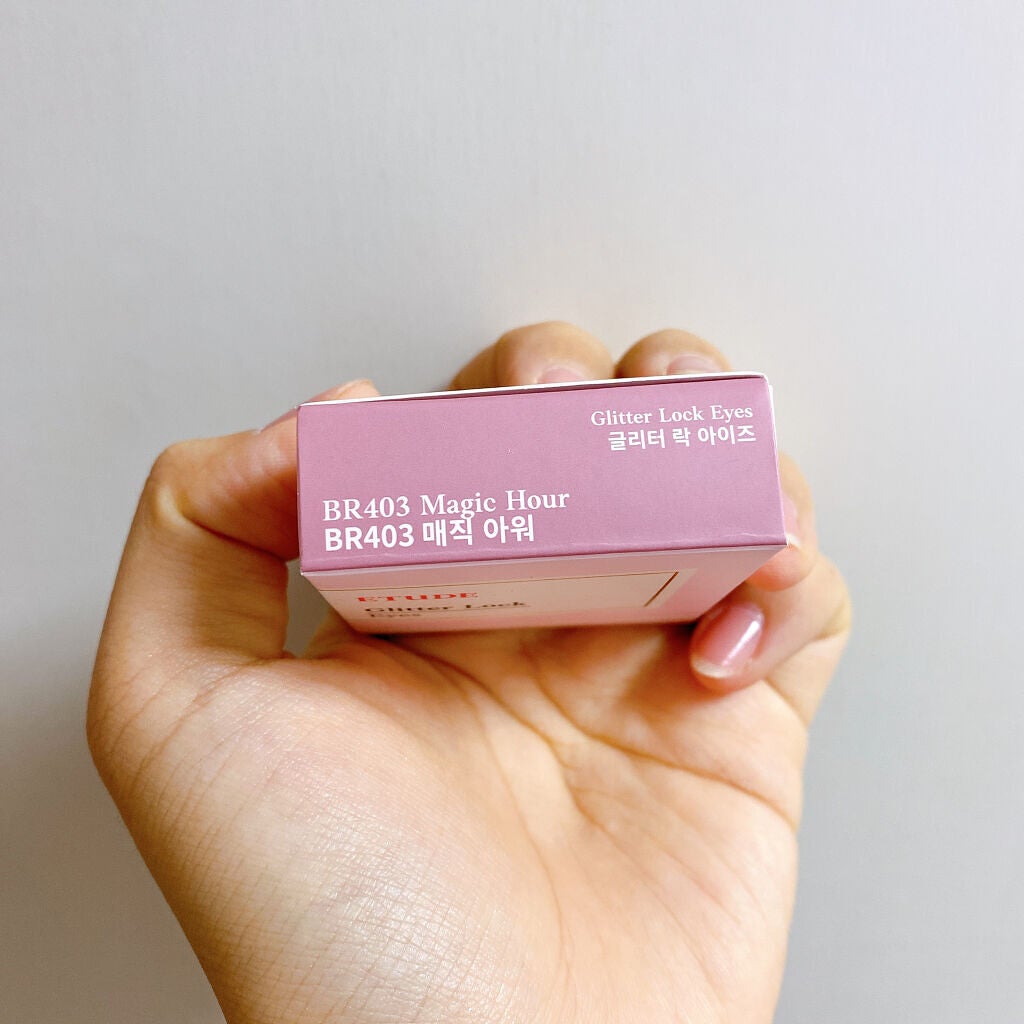 Glitter Lock Eyes
글리터 락 아이즈
BR403 Magic Hour
BR403 매직 아워
ETUDE
Glitter Lock
Eyes